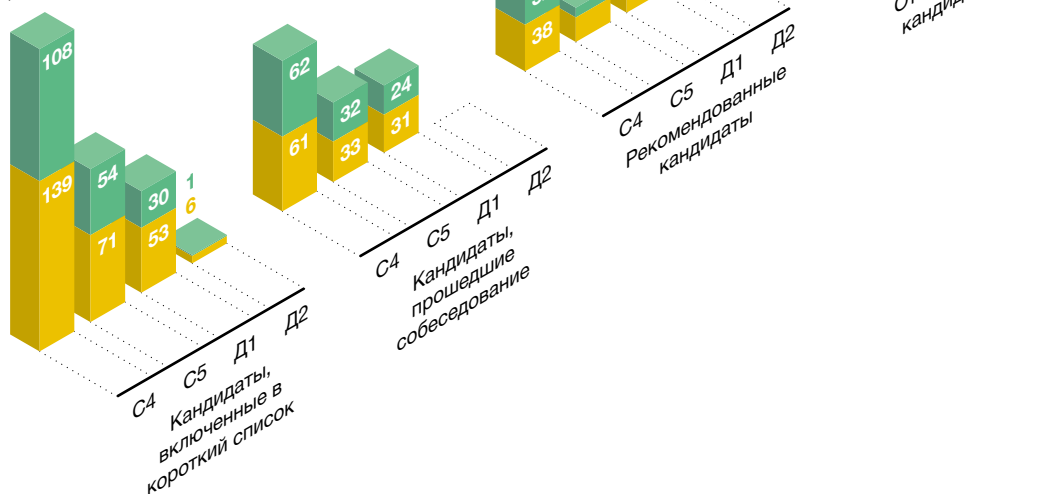 108
139
54
71
30
53
1
6
С4
С5
Д1
Д2
Кандидаты,
включенные в
короткий список
62
61
32
33
24
31
С4
С5
Д1
Д2
Кандидаты,
прошедшие
собеседование
38
С4
С5
Д1
Д2
Рекомендованные
кандидаты